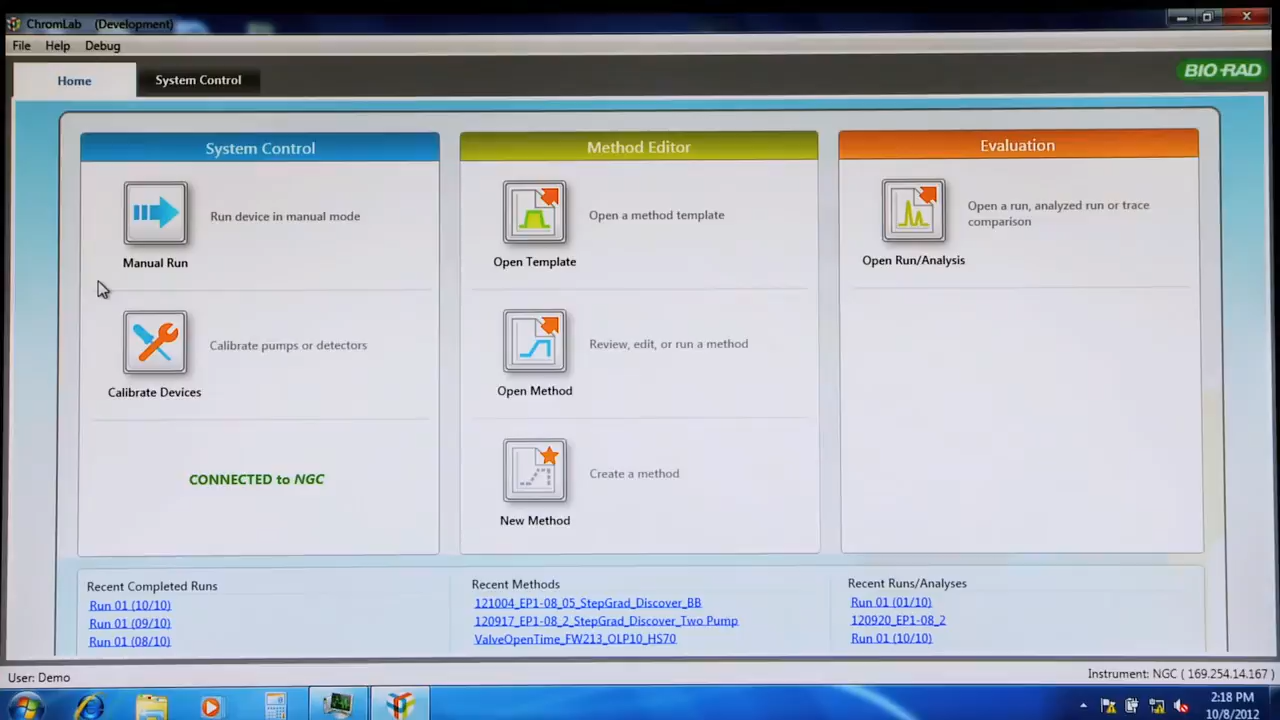 ChromLab (Development)
File Help Debug
Home System Control
BIO-RAD
System Control
Manual Run
Run device in manual mode
Calibrate Devices
Calibrate pumps or detectors
CONNECTED to NGC
Method Editor
Open Template
Open a method template
Open Method
Review, edit, or run a method
New Method
Create a method
Evaluation
Open Run/Analysis
Open a run, analyzed run or trace
comparison
Recent Completed Runs
Run 01 (10/10)
Run 01 (09/10)
Run 01 (08/10)
Recent Methods
121004_EP1-08_05_StepGrad_Discover_BB
120917_EP1-08_2_StepGrad_Discover_Two Pump
ValveOpenTime_FW213_OLP10_HS70
Recent Runs/Analyses
Run 01 (01/10)
120920_EP1-08_2
Run 01 (10/10)
User: Demo
Instrument: NGC ( 169.254.14.167 )
2:18 PM
10/8/2012